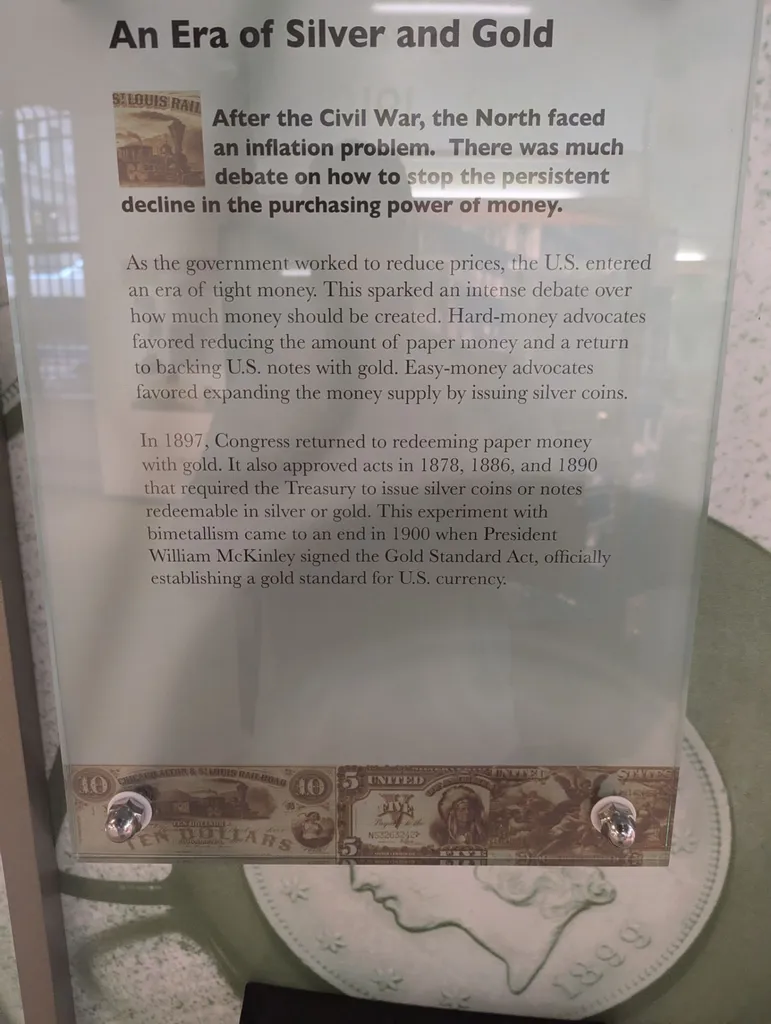 An Era of Silver and Gold
ST LOUIS RAIL
After the Civil War, the North faced
an inflation problem. There was much
debate on how to stop the persistent
decline in the purchasing power of money.
As the government worked to reduce prices, the U.S. entered
an era of tight money. This sparked an intense debate over
how much money should be created. Hard-money advocates
favored reducing the amount of paper money and a return
to backing U.S. notes with gold. Easy-money advocates
favored expanding the money supply by issuing silver coins.
In 1897, Congress returned to redeeming paper money
with gold. It also approved acts in 1878, 1886, and 1890
that required the Treasury to issue silver coins or notes
redeemable in silver or gold. This experiment with
bimetallism came to an end in 1900 when President
William McKinley signed the Gold Standard Act, officially
establishing a gold standard for U.S. currency.
10 & ST LOUIS RAILROAD 10
TEN DOLLARS
5 UNITED
V
FIVE
5 FIVE
1899